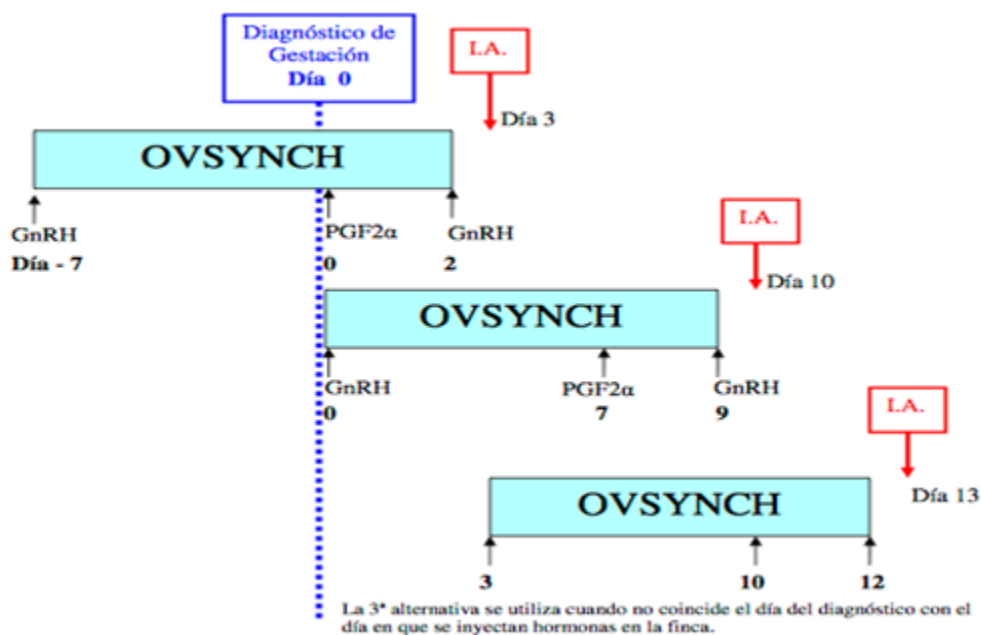 Diagnóstico de
Gestación
Día 0
I.A.
Día 3
OVSYNCH
GnRH
Día - 7
PGF2α
0
GnRH
2
I.A.
Día 10
OVSYNCH
GnRH
0
PGF2α
7
GnRH
9
I.A.
Día 13
OVSYNCH
3
10
12
La 3ª alternativa se utiliza cuando no coincide el día del diagnóstico con el
día en que se inyectan hormonas en la finca.